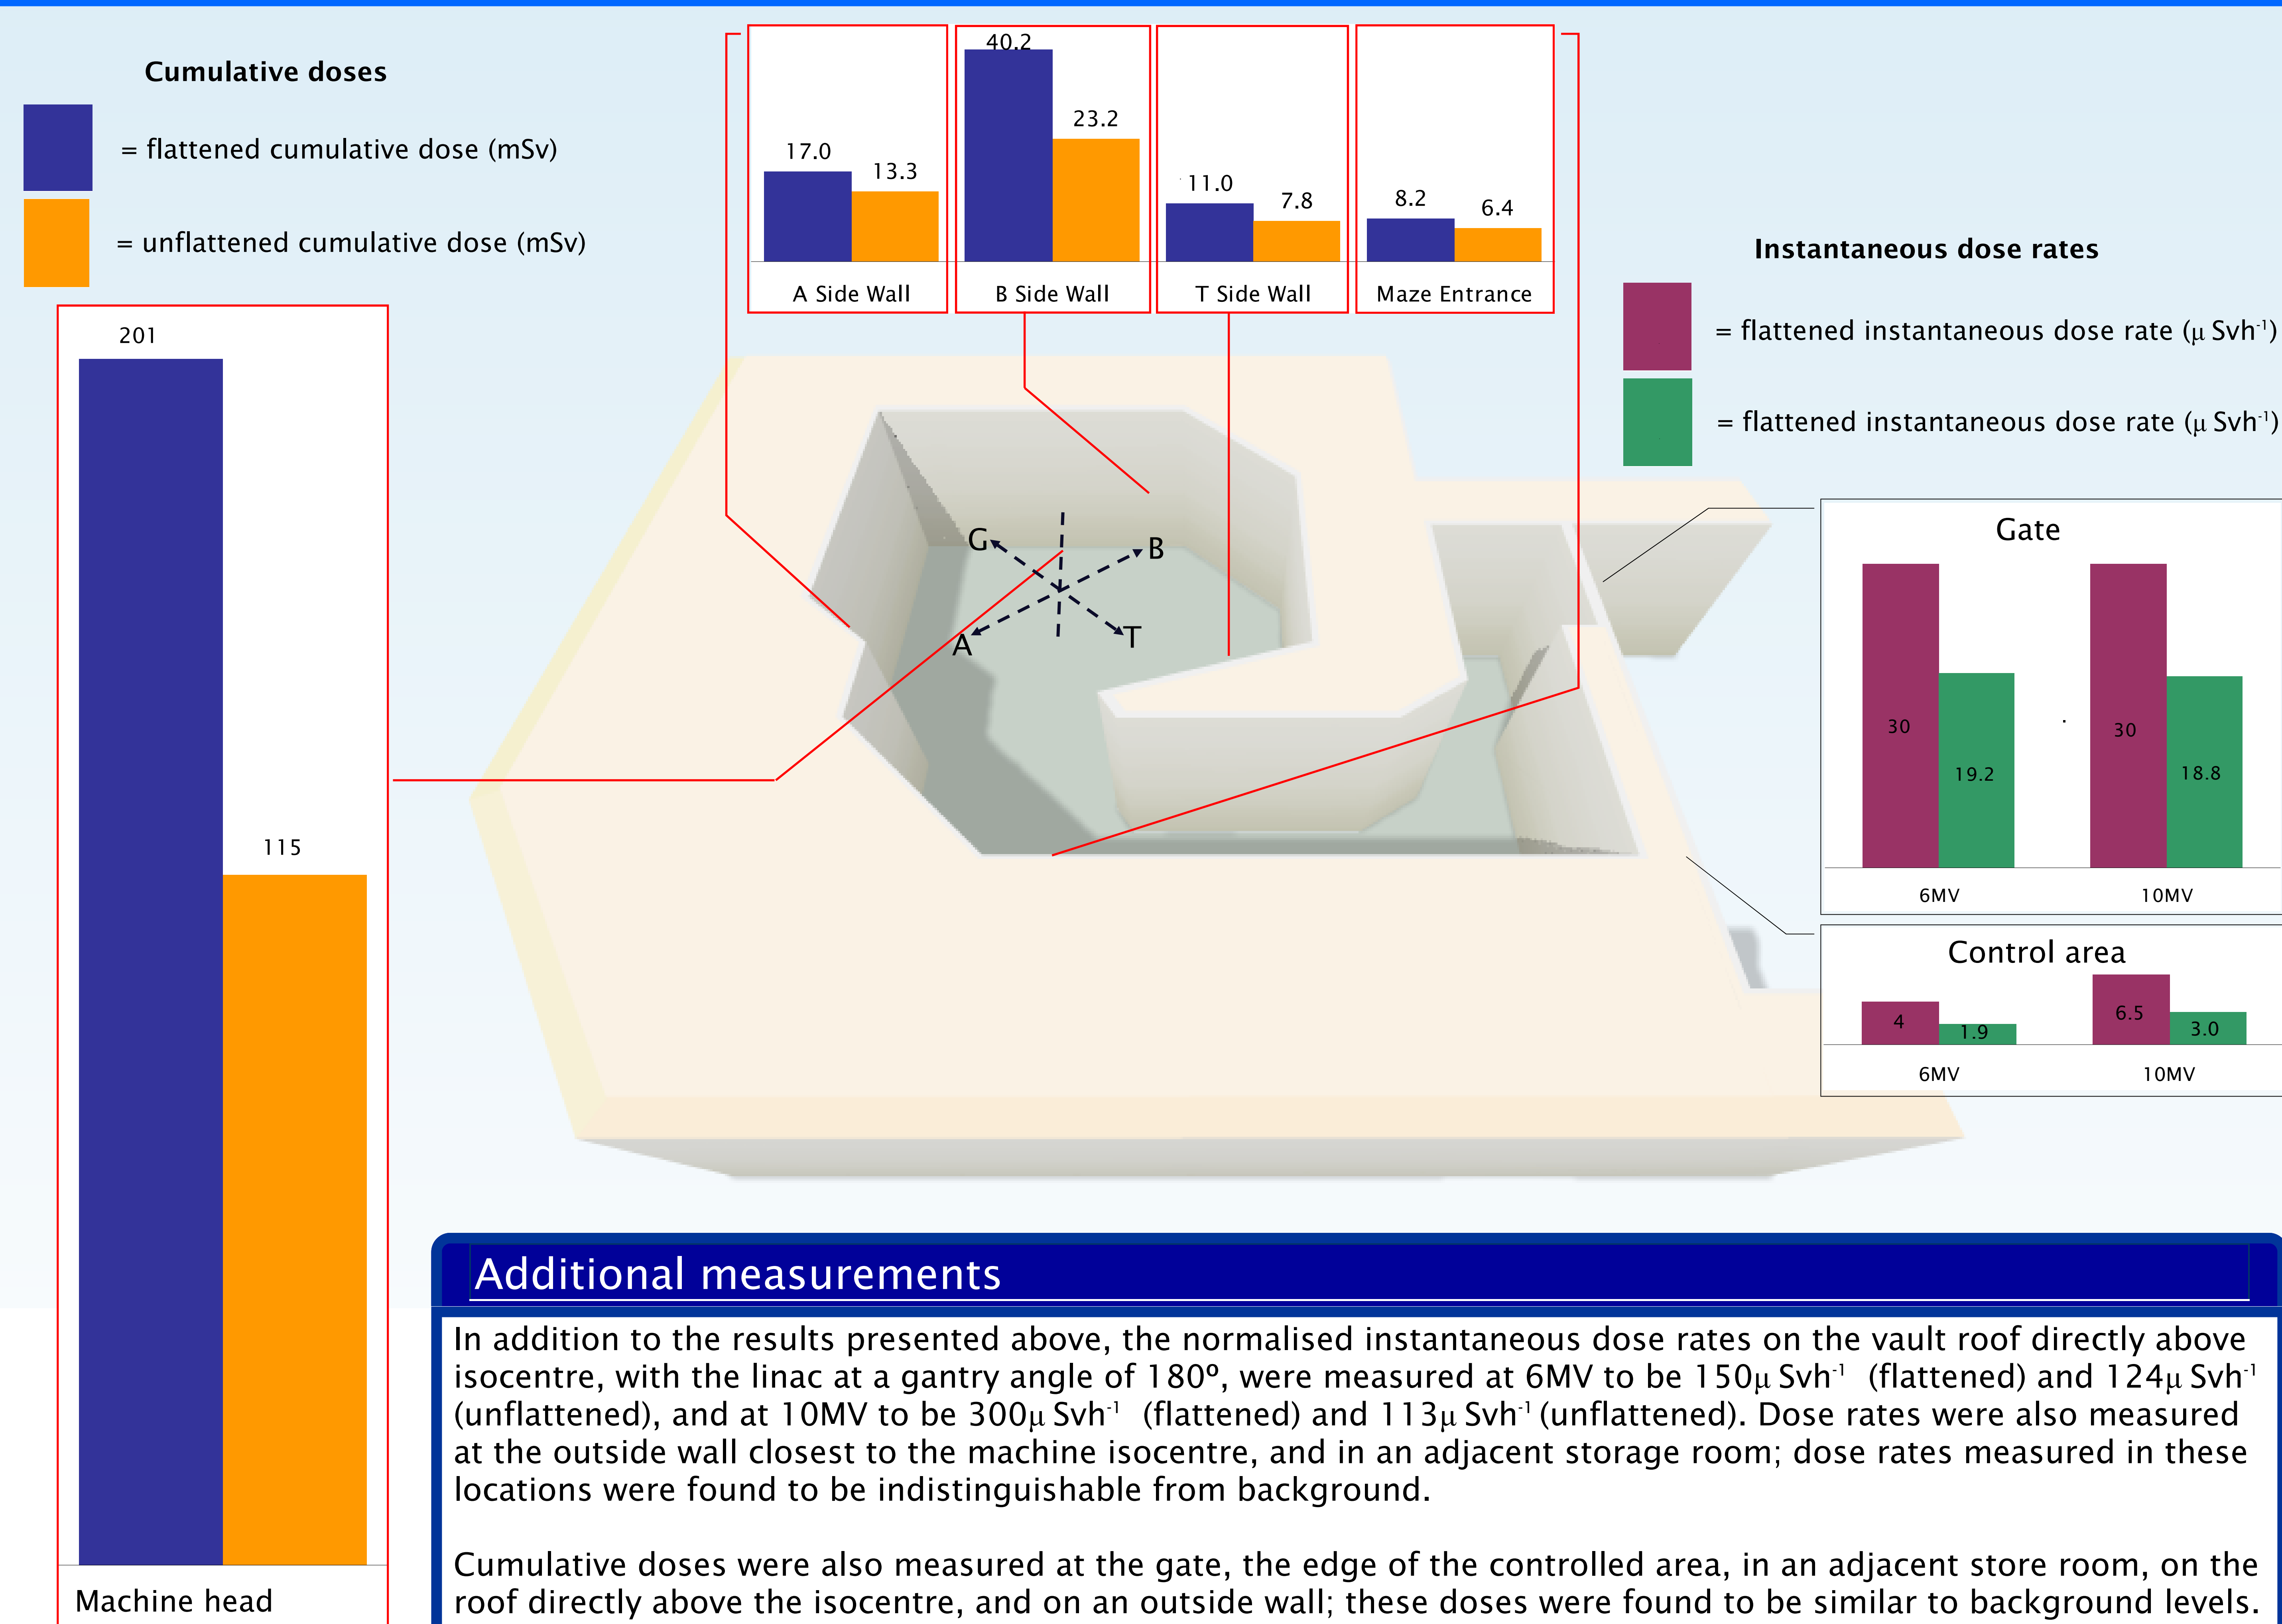 Cumulative doses
= flattened cumulative dose (mSv)
= unflattened cumulative dose (mSv)
201
115
Machine head
17.0
13.3
A Side Wall
40.2
23.2
B Side Wall
11.0
7.8
T Side Wall
8.2
6.4
Maze Entrance
Instantaneous dose rates
= flattened instantaneous dose rate (μ Svh⁻¹)
= flattened instantaneous dose rate (μ Svh⁻¹)
G
B
A
T
Gate
30
19.2
30
18.8
6MV
10MV
Control area
4
1.9
6.5
3.0
6MV
10MV
Additional measurements
In addition to the results presented above, the normalised instantaneous dose rates on the vault roof directly above
isocentre, with the linac at a gantry angle of 180º, were measured at 6MV to be 150μ Svh⁻¹ (flattened) and 124μ Svh⁻¹
(unflattened), and at 10MV to be 300μ Svh⁻¹ (flattened) and 113μ Svh⁻¹ (unflattened). Dose rates were also measured
at the outside wall closest to the machine isocentre, and in an adjacent storage room; dose rates measured in these
locations were found to be indistinguishable from background.
Cumulative doses were also measured at the gate, the edge of the controlled area, in an adjacent store room, on the
roof directly above the isocentre, and on an outside wall; these doses were found to be similar to background levels.